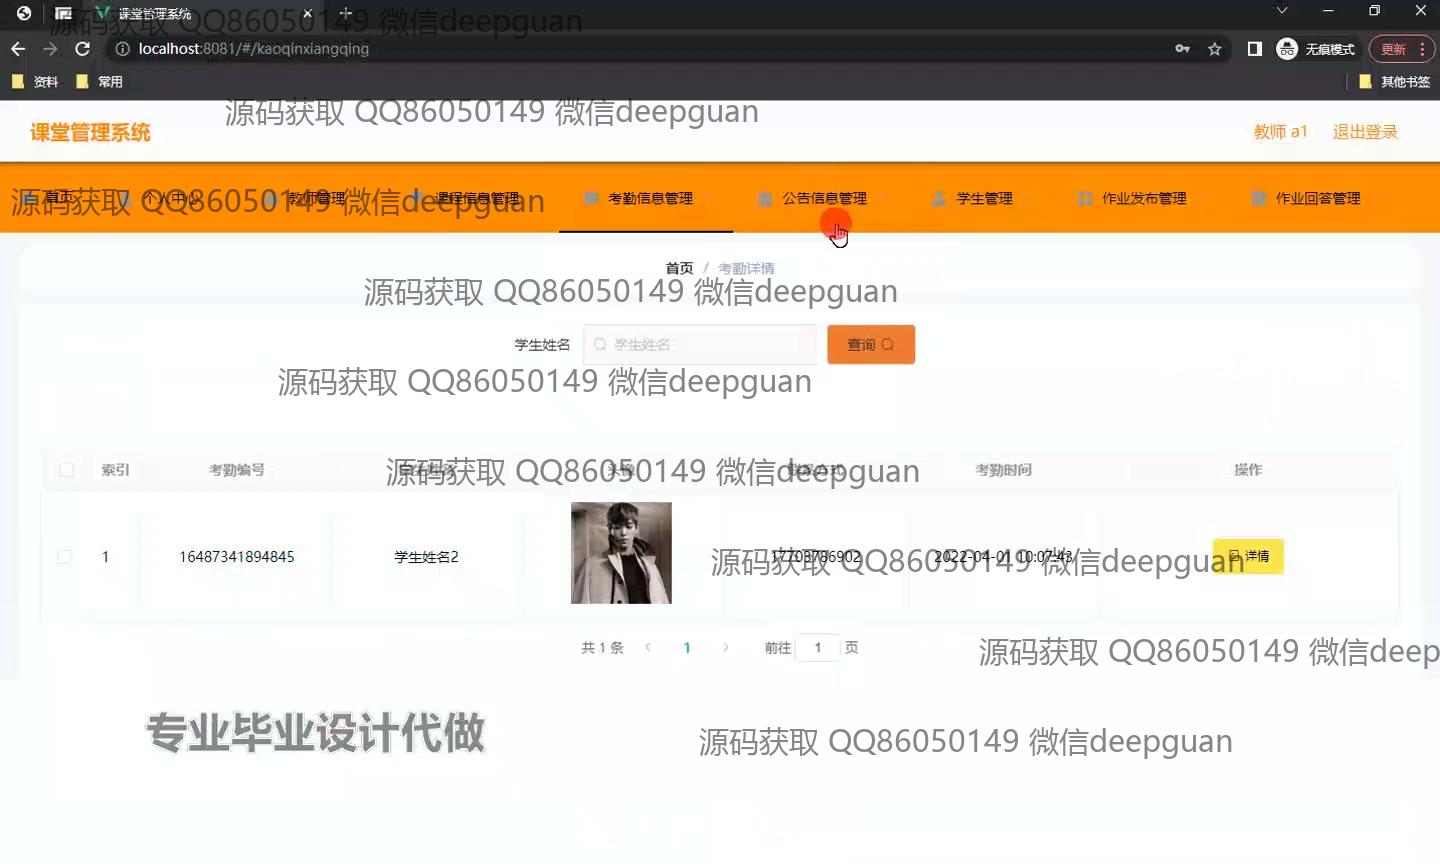 课堂管理系统
源码获取 QQ86050149 微信deepguan
localhost:8081/#/kaoqinxiangqing
无痕模式
更新
资料
常用
其他书签
源码获取 QQ86050149 微信deepguan
课堂管理系统
教师 a1
退出登录
首页
个人中心
教师管理
课程信息管理
考勤信息管理
公告信息管理
学生管理
作业发布管理
作业回答管理
源码获取 QQ86050149 微信deepguan
首页 / 考勤详情
源码获取 QQ86050149 微信deepguan
学生姓名
学生姓名
查询
源码获取 QQ86050149 微信deepguan
索引
考勤编号
考勤时间
操作
源码获取 QQ86050149 微信deepguan
1
16487341894845
学生姓名2
17703786902
2022-04-01 10:07:43
详情
源码获取 QQ86050149 微信deepguan
共 1 条
1
前往
1
页
源码获取 QQ86050149 微信deep
专业毕业设计代做
源码获取 QQ86050149 微信deepguan